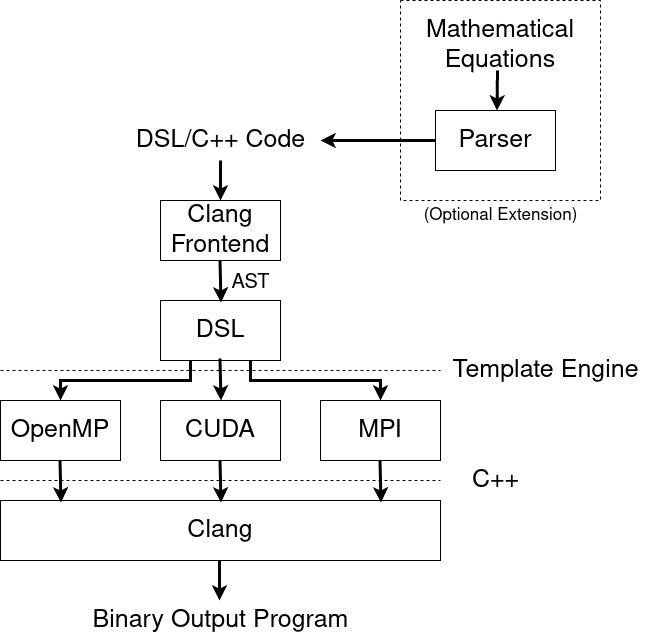 Mathematical
Equations
Parser
(Optional Extension)
DSL/C++ Code
Clang
Frontend
AST
DSL
Template Engine
OpenMP
CUDA
MPI
C++
Clang
Binary Output Program